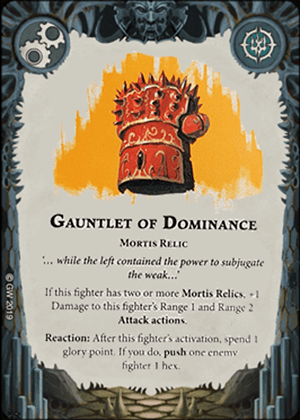 GAUNTLET OF DOMINANCE
MORTIS RELIC
‘... while the left contained the power to subjugate
the weak...’
If this fighter has two or more Mortis Relics, +1
Damage to this fighter's Range 1 and Range 2
Attack actions.
Reaction: After this fighter's activation, spend 1
glory point. If you do, push one enemy
fighter 1 hex.
© GW 2019